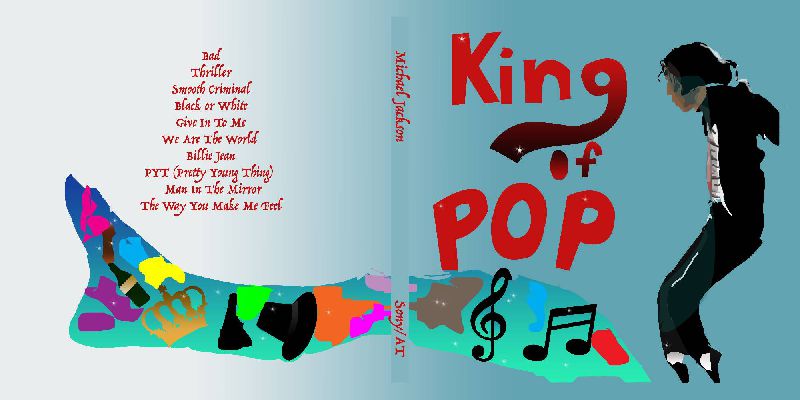 Bad
Thriller
Smooth Criminal
Black or White
Give In To Me
We Are The World
Billie Jean
PYT (Pretty Young Thing)
Man in The Mirror
The Way You Make Me Feel
Michael Jackson
Sony/AT
King
of
POP